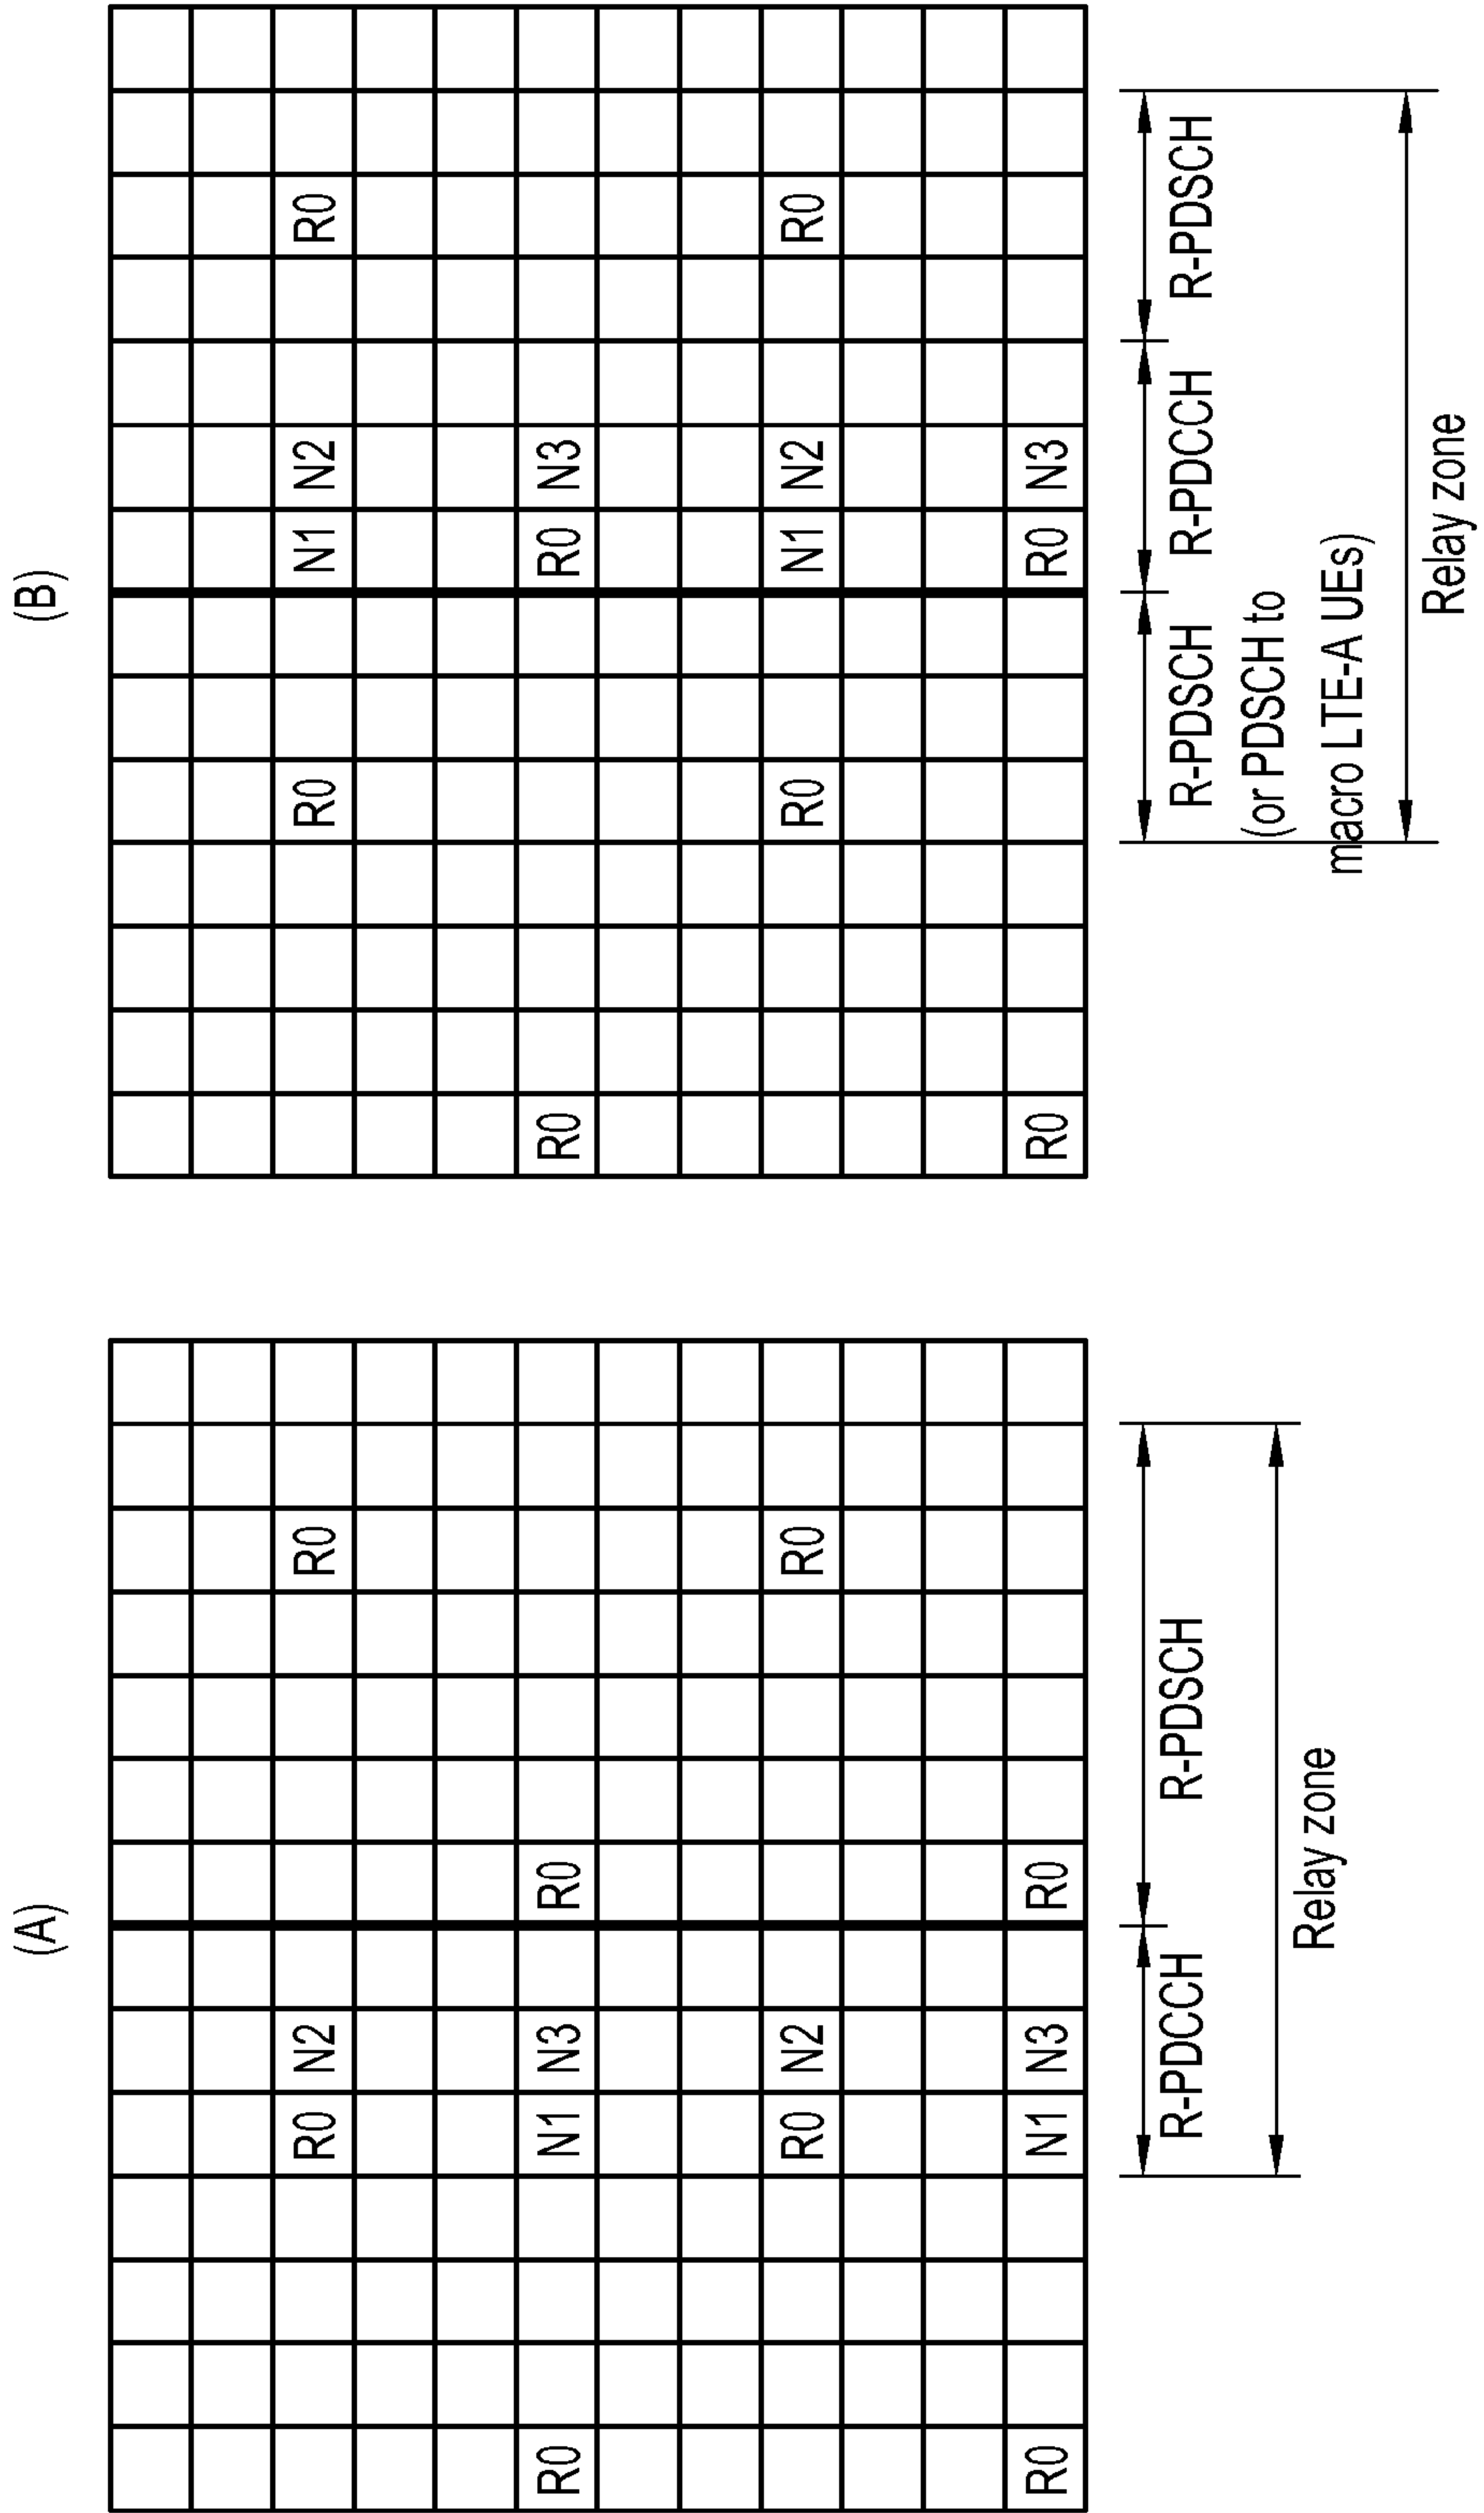 (A)
R0 N2 R0
R0 N1 N3 R0
R0 N2 R0
R0 N1 N3 R0
R-PDCCH R-PDSCH
Relay zone
(B)
R0 N1 N2 R0
R0 R0 N3
R0 N1 N2 R0
R0 R0 N3
R-PDSCH R-PDCCH R-PDSCH
(or PDSCH to
macro LTE-A UEs)
Relay zone